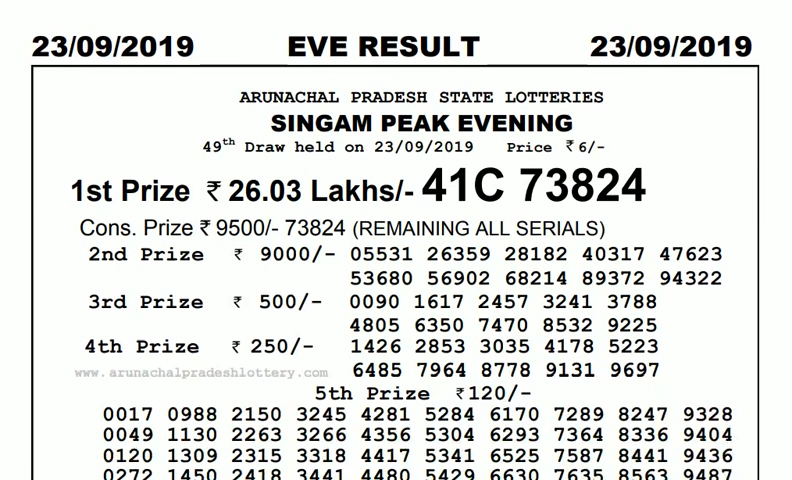 23/09/2019 EVE RESULT 23/09/2019
ARUNACHAL PRADESH STATE LOTTERIES
SINGAM PEAK EVENING
49th Draw held on 23/09/2019 Price ₹ 6/-
1st Prize ₹ 26.03 Lakhs/- 41C 73824
Cons. Prize ₹ 9500/- 73824 (REMAINING ALL SERIALS)
2nd Prize ₹ 9000/- 05531 26359 28182 40317 47623
53680 56902 68214 89372 94322
3rd Prize ₹ 500/- 0090 1617 2457 3241 3788
4805 6350 7470 8532 9225
4th Prize ₹ 250/- 1426 2853 3035 4178 5223
www.arunachalpradeshlottery.com 6485 7964 8778 9131 9697
5th Prize ₹ 120/-
0017 0988 2150 3245 4281 5284 6170 7289 8247 9328
0049 1130 2263 3266 4356 5304 6293 7364 8336 9404
0120 1309 2315 3318 4417 5341 6525 7587 8441 9436
0272 1450 2418 3441 4480 5429 6630 7635 8563 9487